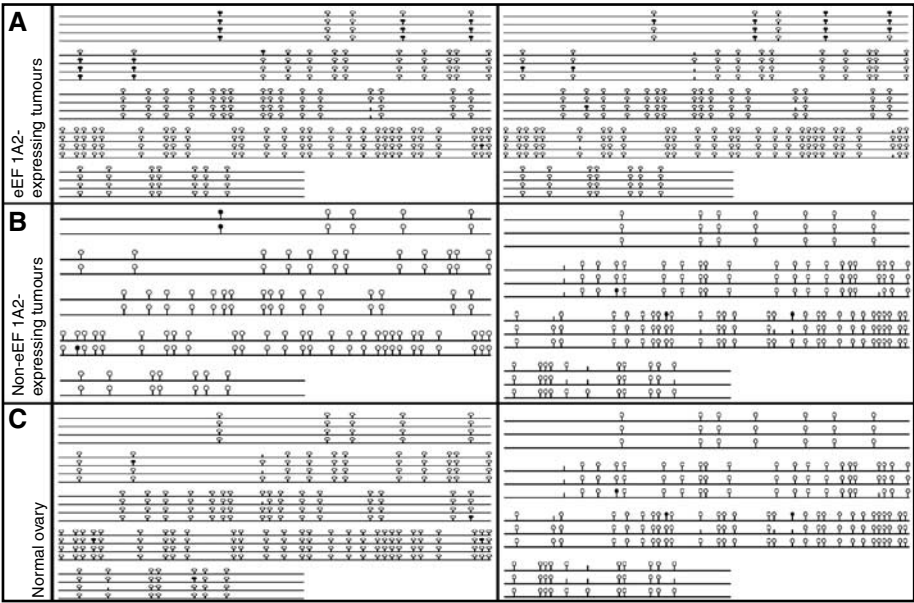 A
eEF 1A2-
expressing tumours
B
Non-eEF 1A2-
expressing tumours
C
Normal ovary